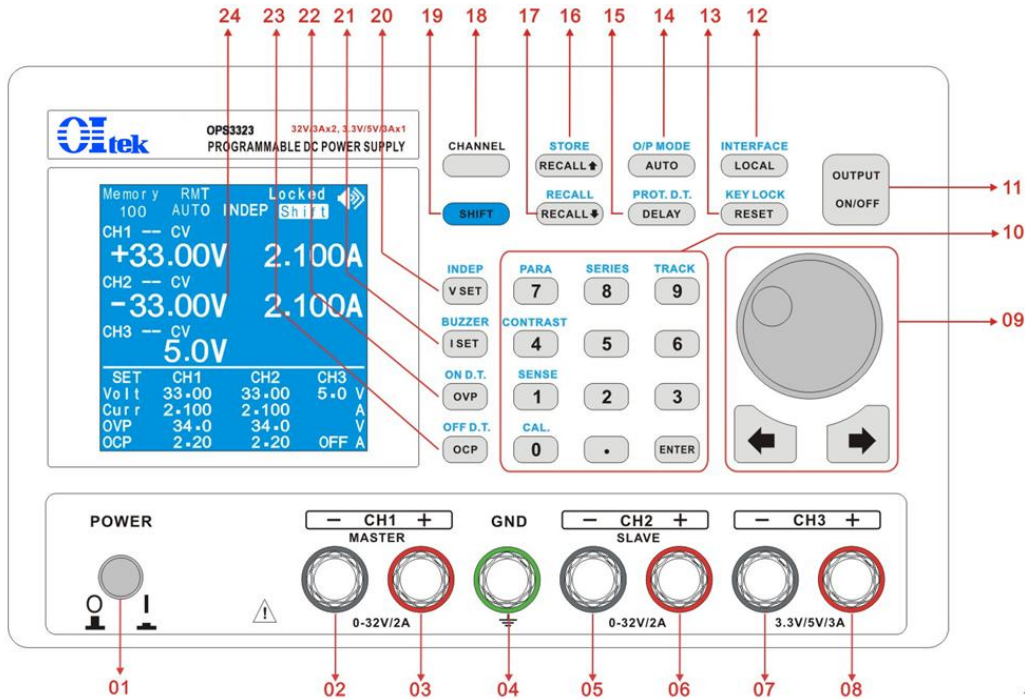 24 23 22 21 20 19 18 17 16 15 14 13 12
OItek
OPS3323 32V/3Ax2, 3.3V/5V/3Ax1
PROGRAMMABLE DC POWER SUPPLY
CHANNEL STORE O/P MODE INTERFACE
RECALL AUTO LOCAL
OUTPUT
ON/OFF
11
RECALL PROT. D.T. KEY LOCK
SHIFT RECALL DELAY RESET
10
Memory RMT Locked
100 AUTO INDEP Shift
CH1 -- CV
+33.00V 2.100A
CH2 -- CV
-33.00V 2.100A
CH3 -- CV
5.0V
SET CH1 CH2 CH3
Volt 33.00 33.00 5.0 V
Curr 2.100 2.100 A
OVP 34.0 34.0 V
OCP 2.20 2.20 OFF A
INDEP PARA SERIES TRACK
V SET 7 8 9
BUZZER CONTRAST
I SET 4 5 6
09
ON D.T. SENSE
OVP 1 2 3
OFF D.T. CAL.
OCP 0 . ENTER
POWER
- CH1 + GND - CH2 + - CH3 +
MASTER SLAVE
O I
!
0-32V/2A 0-32V/2A 3.3V/5V/3A
01 02 03 04 05 06 07 08